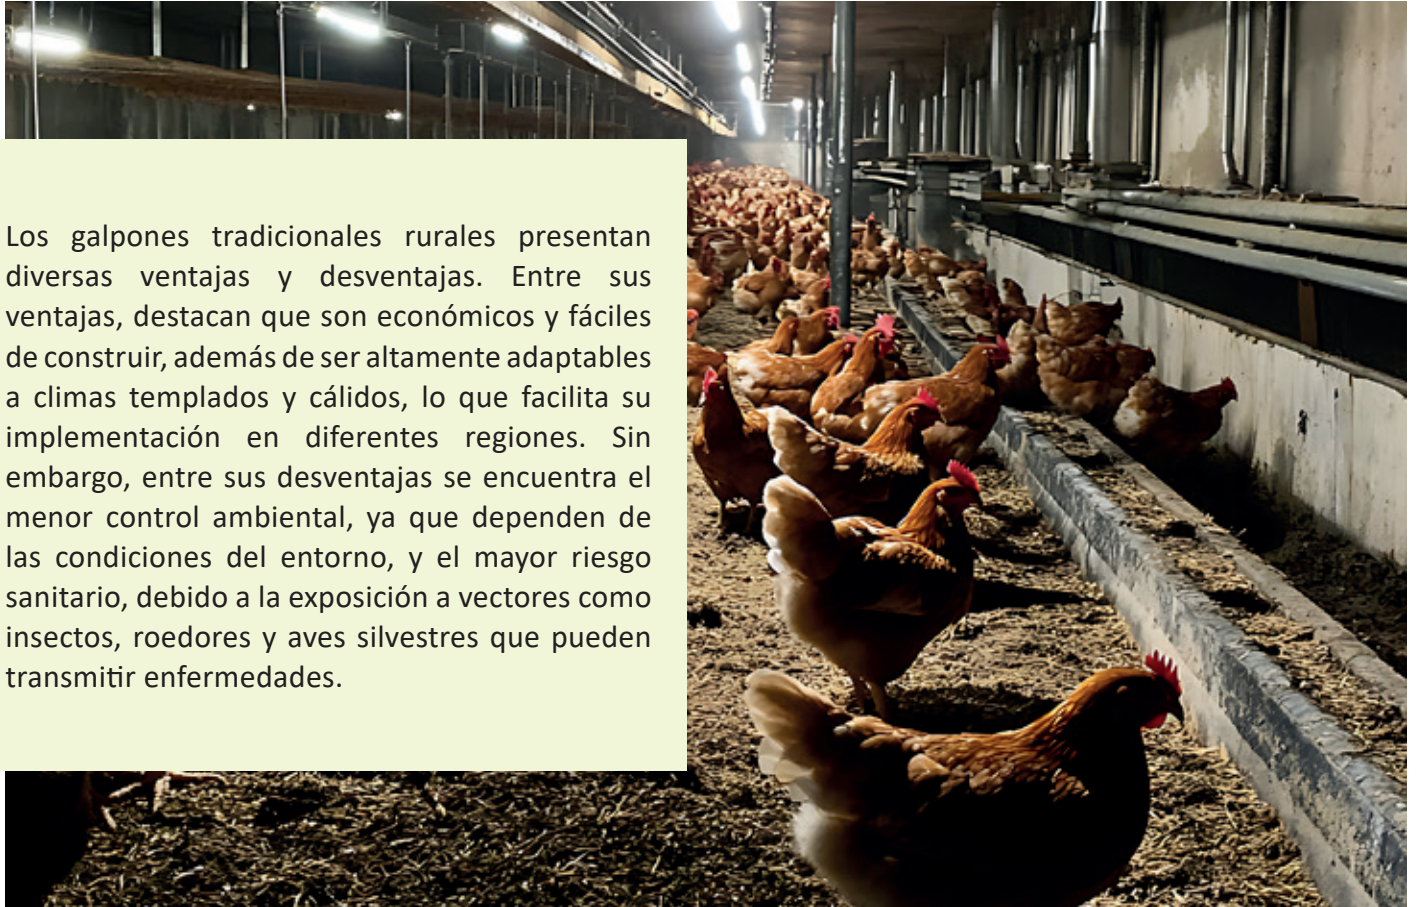 Los galpones tradicionales rurales presentan
diversas ventajas y desventajas. Entre sus
ventajas, destacan que son económicos y fáciles
de construir, además de ser altamente adaptables
a climas templados y cálidos, lo que facilita su
implementación en diferentes regiones. Sin
embargo, entre sus desventajas se encuentra el
menor control ambiental, ya que dependen de
las condiciones del entorno, y el mayor riesgo
sanitario, debido a la exposición a vectores como
insectos, roedores y aves silvestres que pueden
transmitir enfermedades.